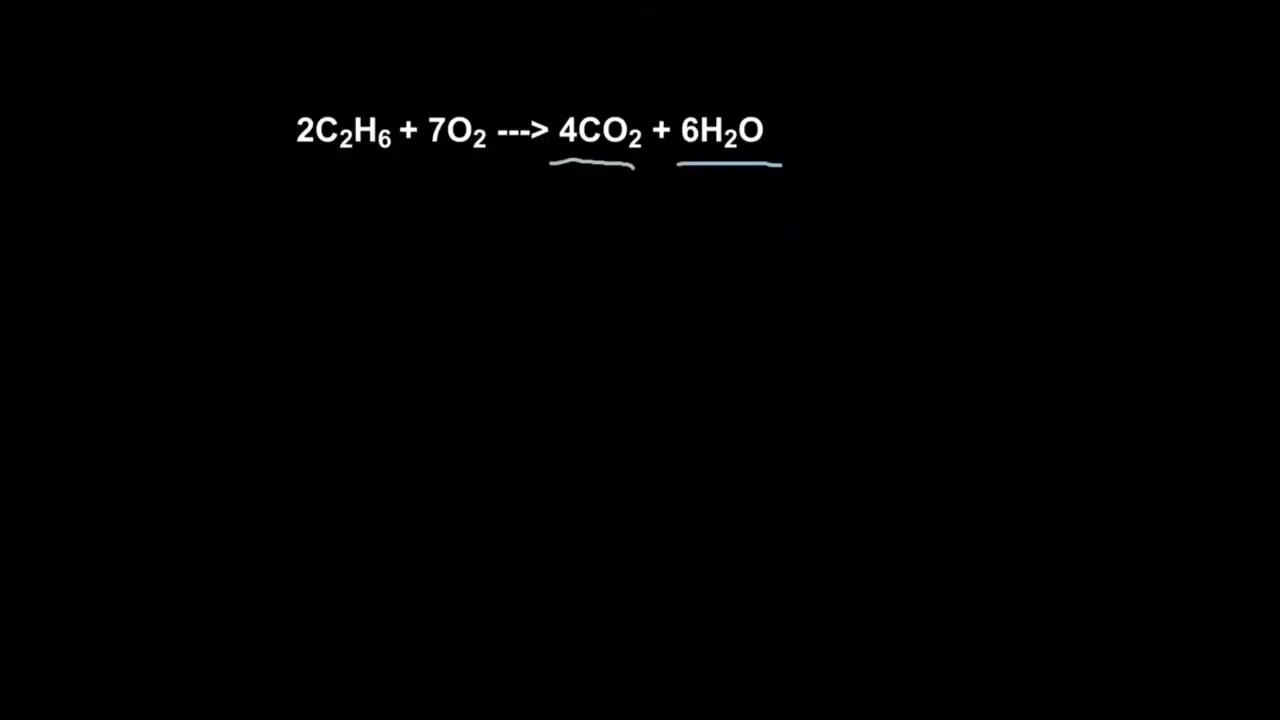 2C₂H₆ + 7O₂ ---> 4CO₂ + 6H₂O